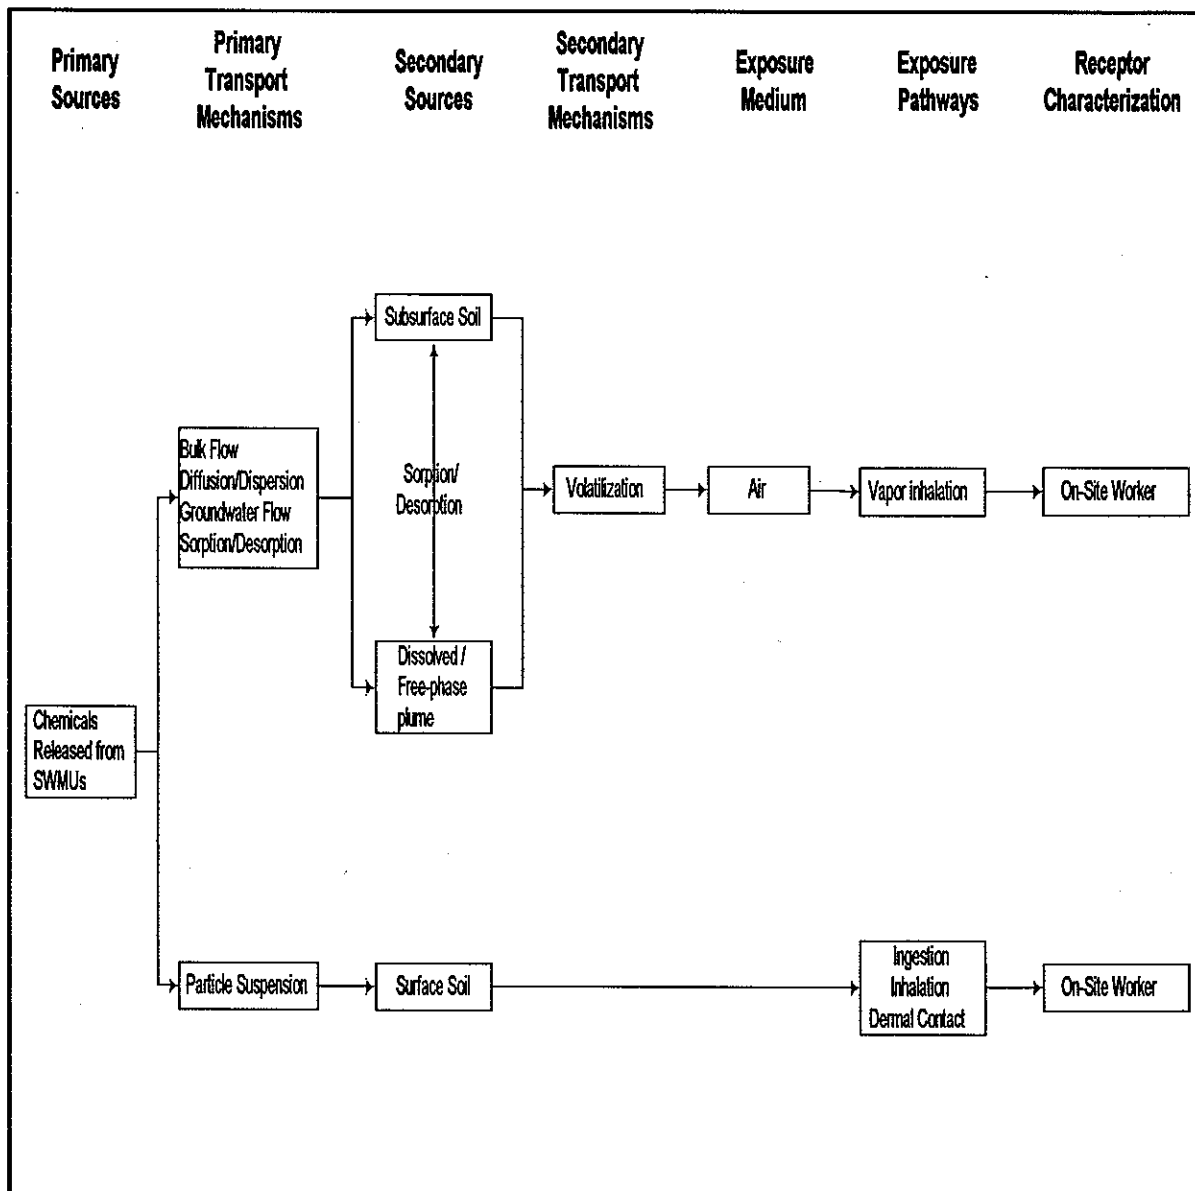 Primary
Sources
Primary
Transport
Mechanisms
Secondary
Sources
Secondary
Transport
Mechanisms
Exposure
Medium
Exposure
Pathways
Receptor
Characterization
Subsurface Soil
Bulk Flow
Diffusion/Dispersion
Groundwater Flow
Sorption/Desorption
Sorption/
Desorption
Volatilization
Air
Vapor inhalation
On-Site Worker
Dissolved /
Free-phase
plume
Chemicals
Released from
SWMUs
Particle Suspension
Surface Soil
Ingestion
Inhalation
Dermal Contact
On-Site Worker